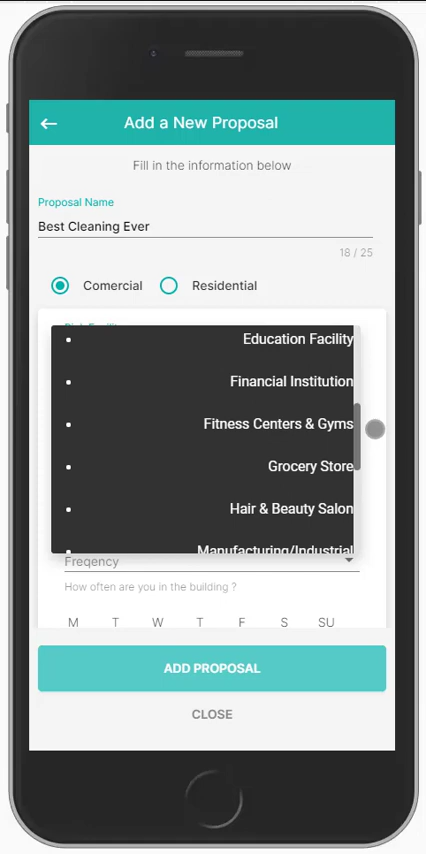 Add a New Proposal
Fill in the information below
Proposal Name
Best Cleaning Ever
18 / 25
Comercial Residential
Education Facility
Financial Institution
Fitness Centers & Gyms
Grocery Store
Hair & Beauty Salon
Manufacturing/Industrial
Freqency
How often are you in the building ?
M T W T F S SU
ADD PROPOSAL
CLOSE